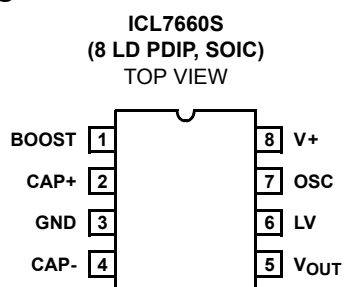 ICL7660S
(8 LD PDIP, SOIC)
TOP VIEW
BOOST 1 8 V+
CAP+ 2 7 OSC
GND 3 6 LV
CAP- 4 5 VOUT